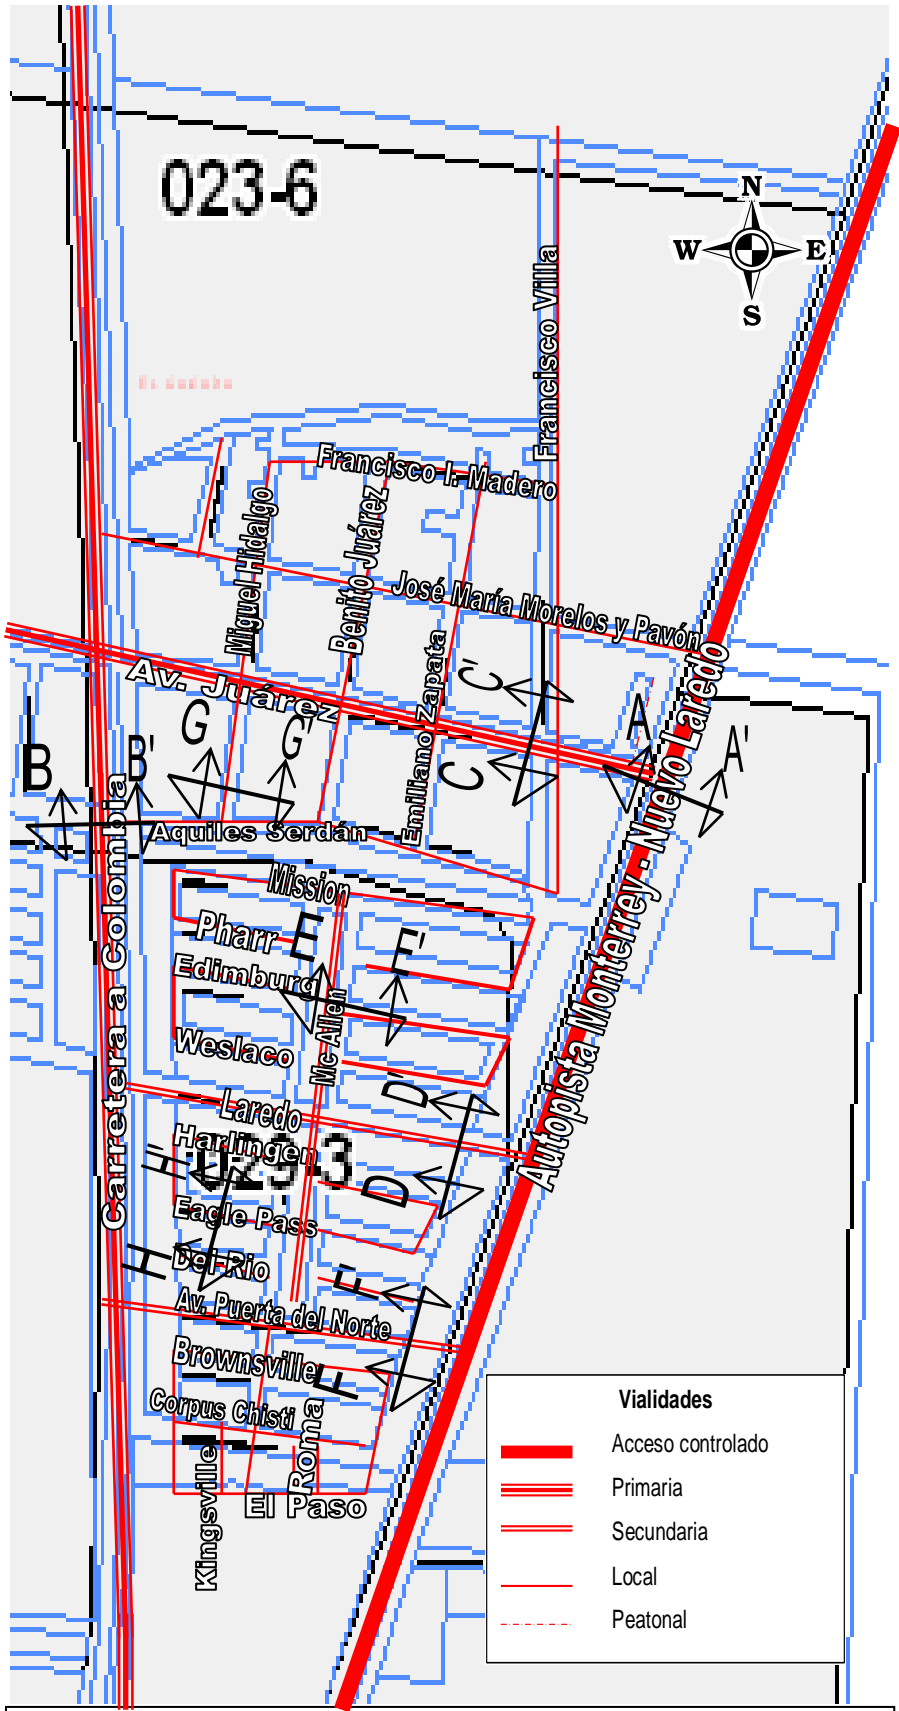 023-6
N
W E
S
Francisco Villa
Francisco I. Madero
Miguel Hidalgo
Benito Juárez
José María Morelos y Pavón
Emiliano Zapata
Av. Juárez
C'
C
A
A'
G
G'
B
B'
Aquiles Serdán
Carretera a Colombia
Autopista Monterrey - Nuevo Laredo
Mission
Pharr
E
E'
Edimburg
Mc Allen
Weslaco
D'
Laredo
Harlingen
029-3
H'
D
Eagle Pass
H
Del Rio
F'
Av. Puerta del Norte
Brownsville
F
Corpus Chisti
Roma
Kingsville
El Paso
Vialidades
Acceso controlado
Primaria
Secundaria
Local
Peatonal